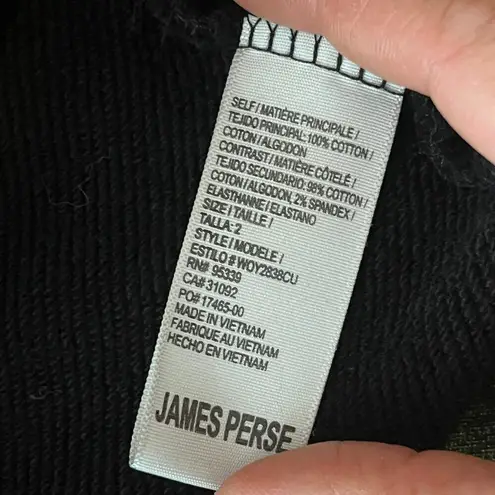 SELF / MATIÈRE PRINCIPALE /
TEJIDO PRINCIPAL: 100% COTTON /
COTON / ALGODON
CONTRAST / MATIÈRE CÔTELÉ /
TEJIDO SECUNDARIO: 98% COTTON /
COTON / ALGODON, 2% SPANDEX /
ELASTHANNE / ELASTANO
SIZE / TAILLE /
TALLA: 2
STYLE / MODELE /
ESTILO # WOY2838CU
RN# 95339
CA# 31092
PO# 17465-00
MADE IN VIETNAM
FABRIQUE AU VIETNAM
HECHO EN VIETNAM
JAMES PERSE